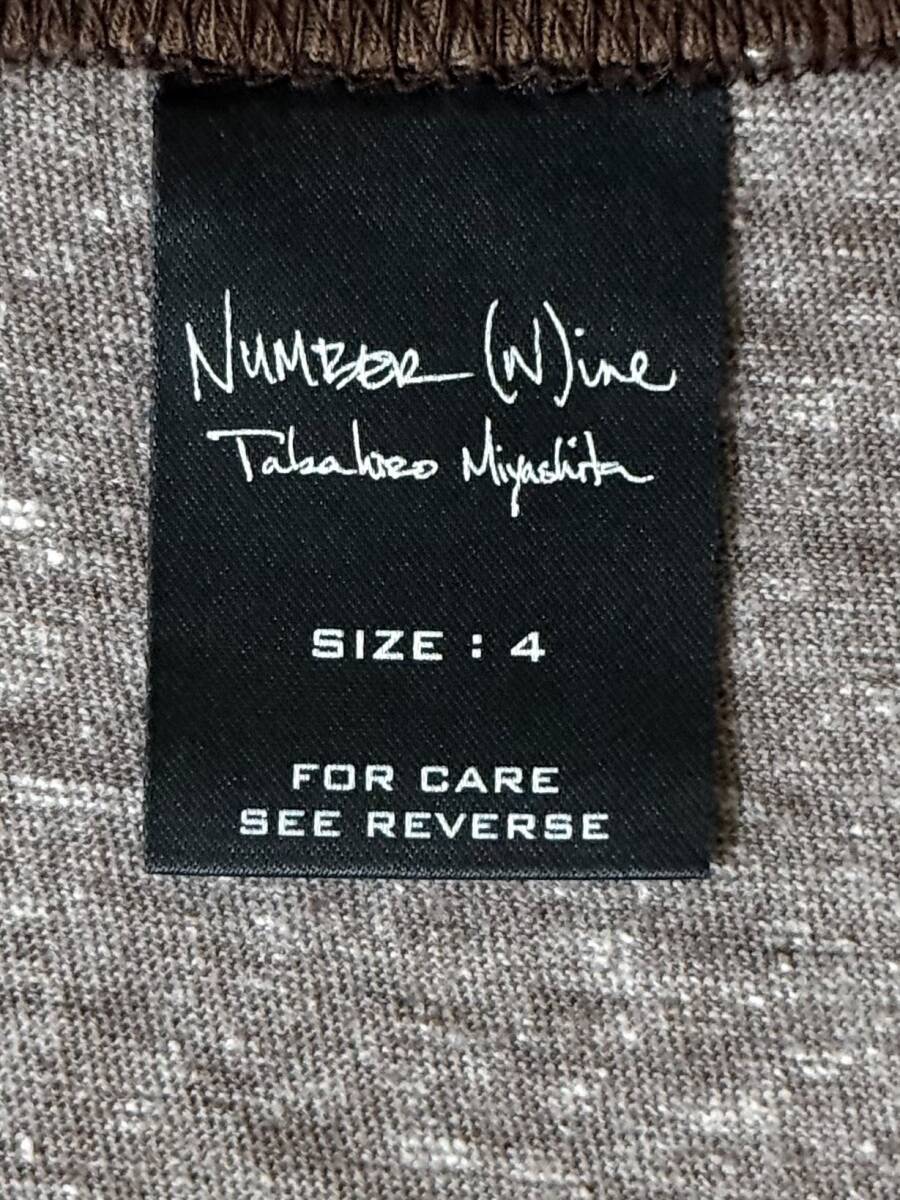 NUMBER (N)ine
Takahiro Miyashita
SIZE : 4
FOR CARE
SEE REVERSE